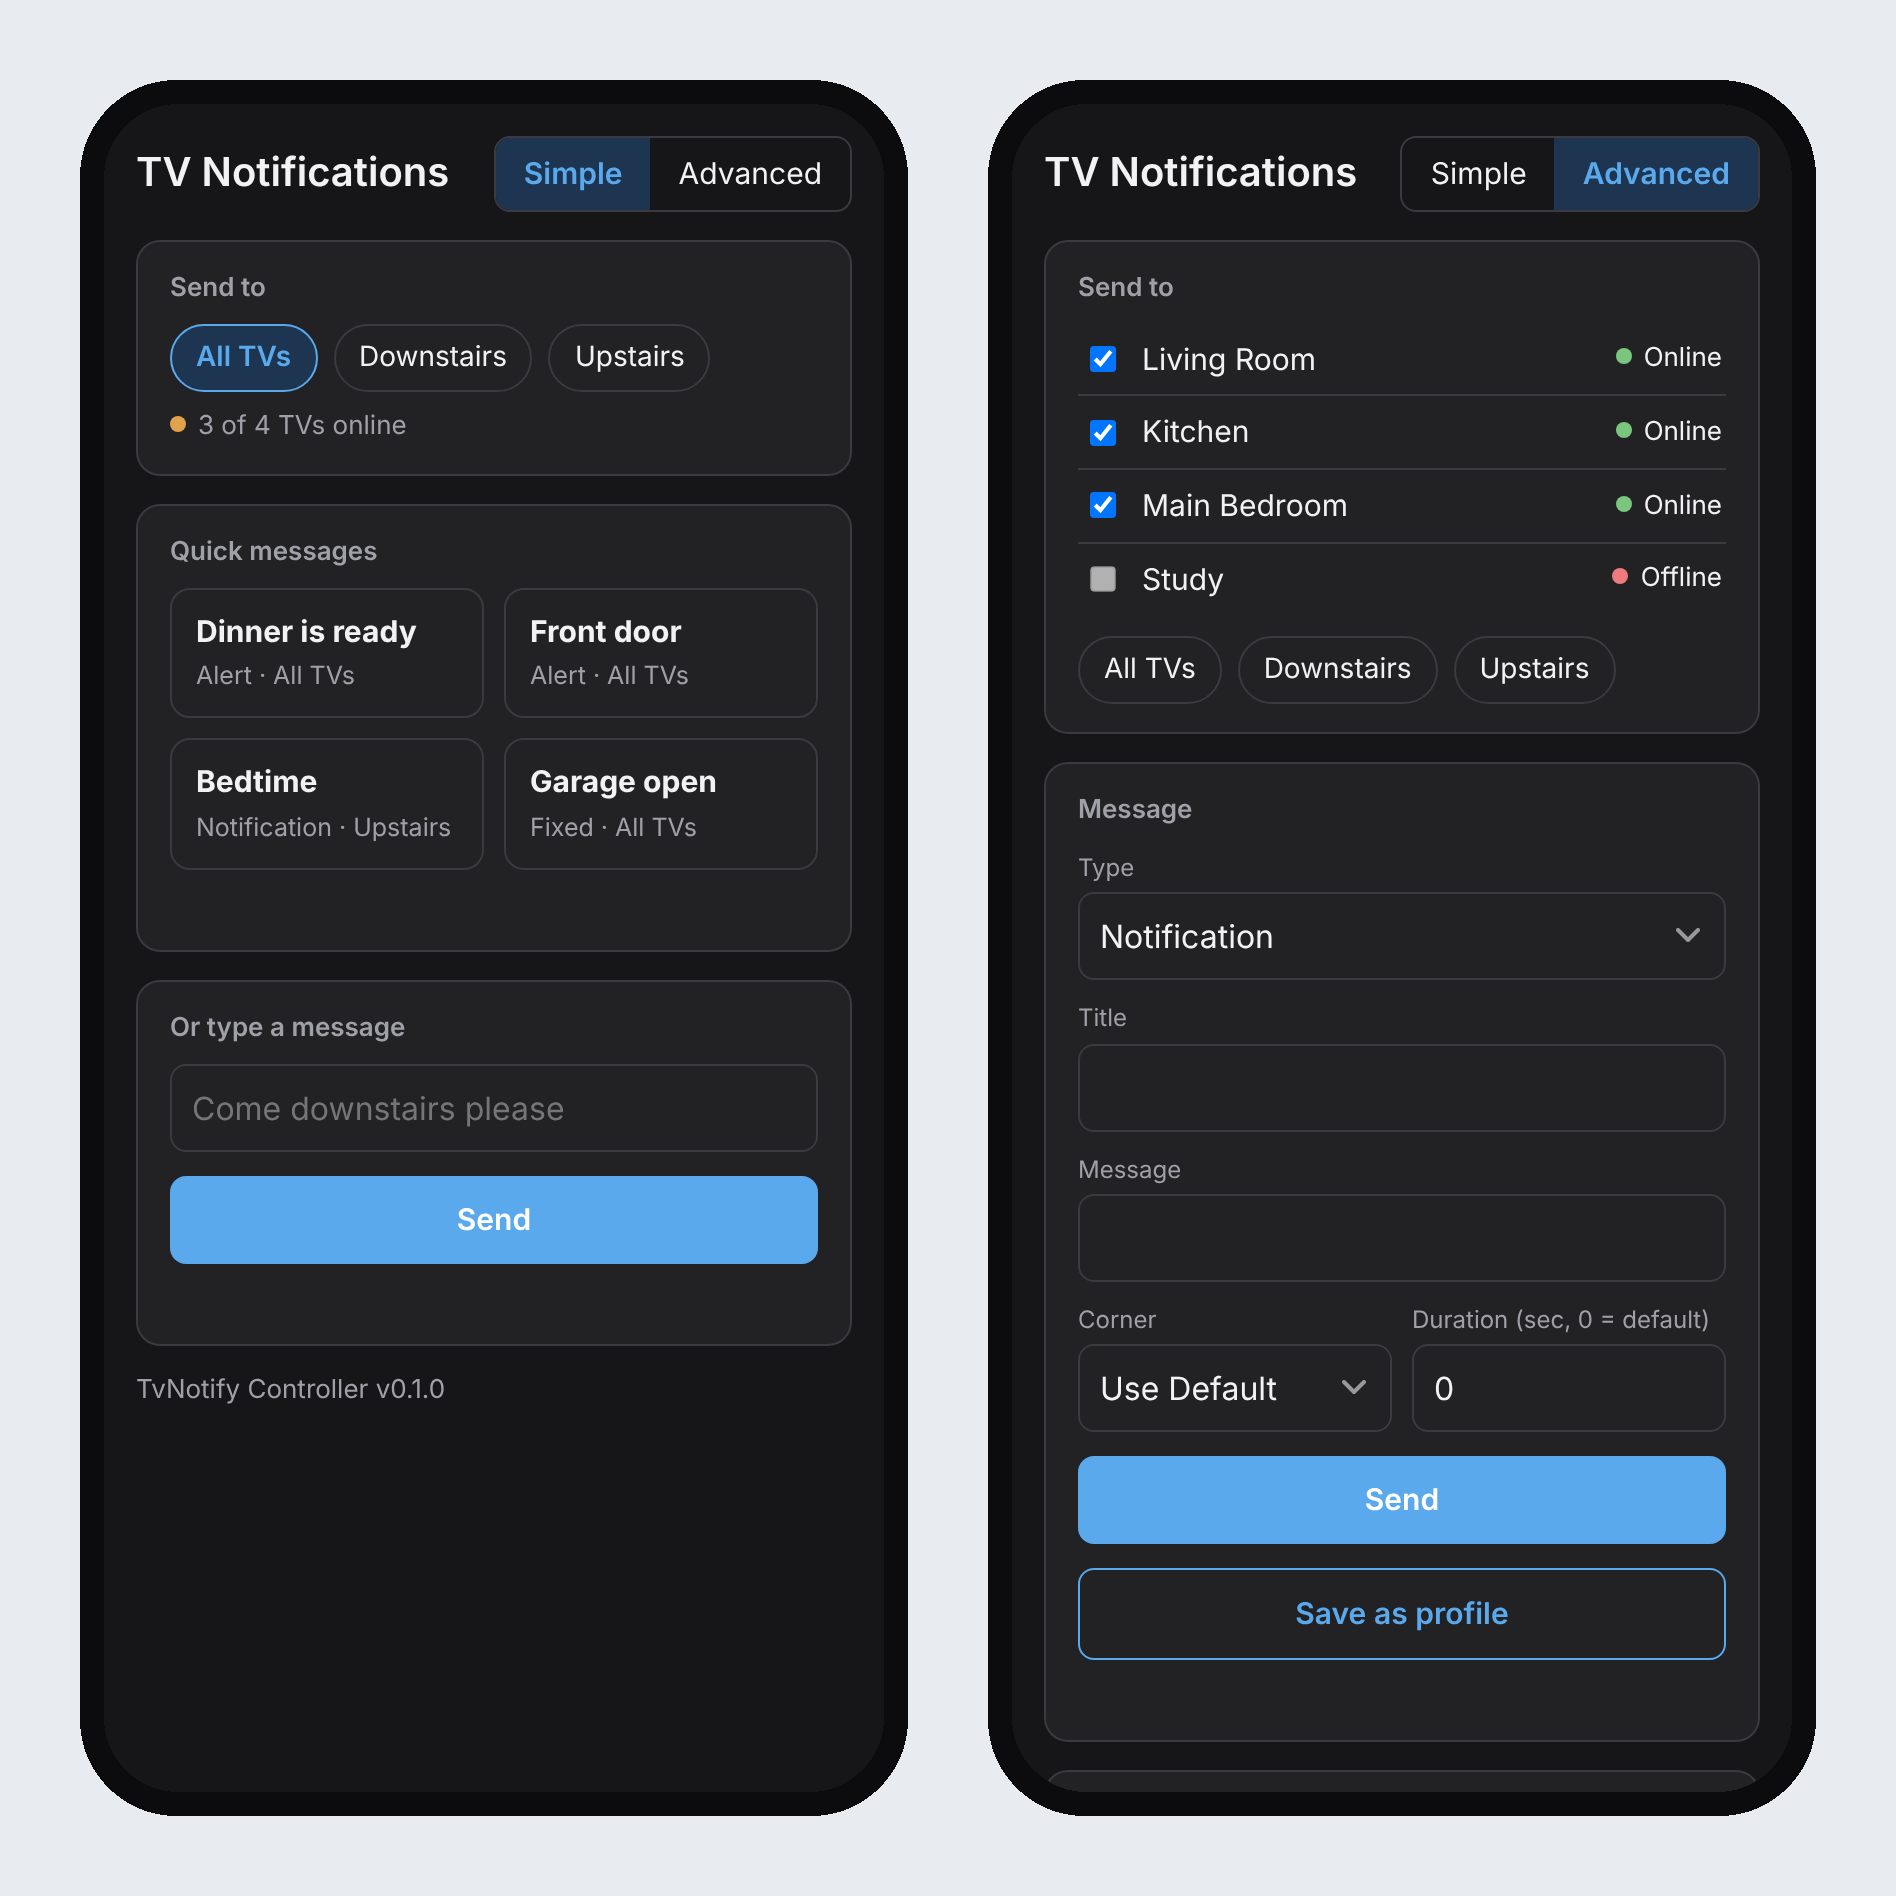 TV Notifications
Simple
Advanced
Send to
All TVs
Downstairs
Upstairs
3 of 4 TVs online
Quick messages
Dinner is ready
Alert · All TVs
Front door
Alert · All TVs
Bedtime
Notification · Upstairs
Garage open
Fixed · All TVs
Or type a message
Come downstairs please
Send
TvNotify Controller v0.1.0
TV Notifications
Simple
Advanced
Send to
Living Room
Online
Kitchen
Online
Main Bedroom
Online
Study
Offline
All TVs
Downstairs
Upstairs
Message
Type
Notification
Title
Message
Corner
Duration (sec, 0 = default)
Use Default
0
Send
Save as profile